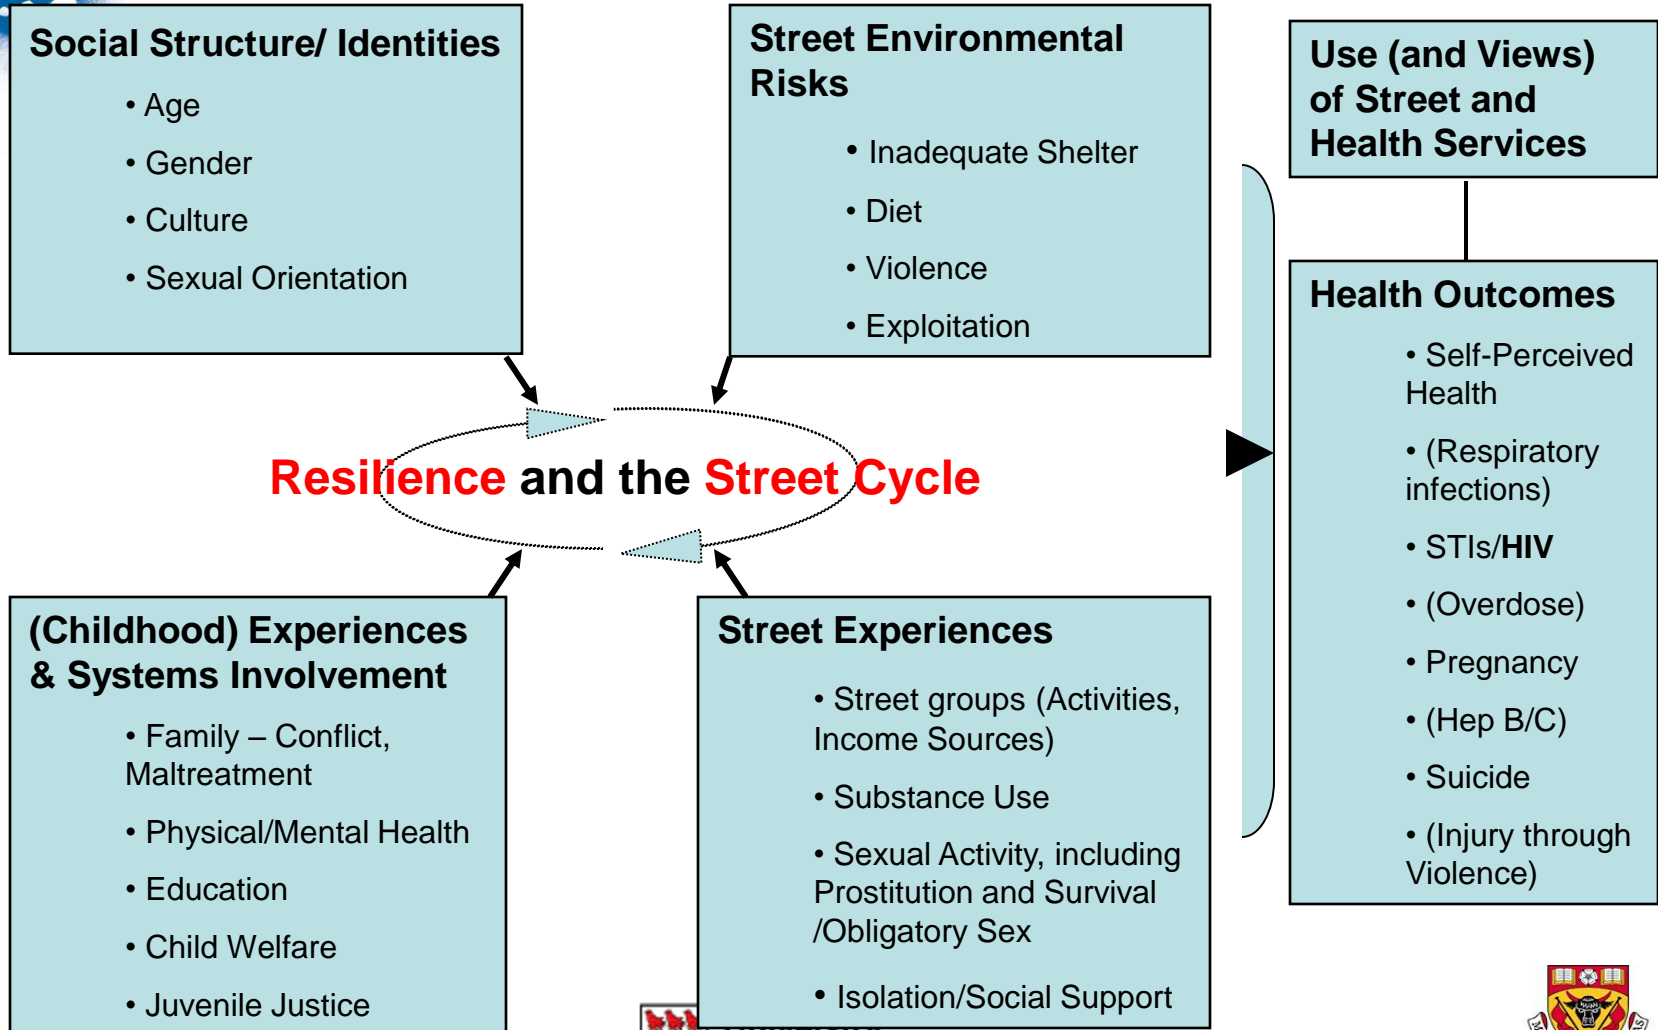 Social Structure/ Identities
• Age
• Gender
• Culture
• Sexual Orientation
Street Environmental
Risks
• Inadequate Shelter
• Diet
• Violence
• Exploitation
Use (and Views)
of Street and
Health Services
Resilience and the Street Cycle
(Childhood) Experiences
& Systems Involvement
• Family – Conflict,
Maltreatment
• Physical/Mental Health
• Education
• Child Welfare
• Juvenile Justice
Street Experiences
• Street groups (Activities,
Income Sources)
• Substance Use
• Sexual Activity, including
Prostitution and Survival
/Obligatory Sex
• Isolation/Social Support
Health Outcomes
• Self-Perceived
Health
• (Respiratory
infections)
• STIs/HIV
• (Overdose)
• Pregnancy
• (Hep B/C)
• Suicide
• (Injury through
Violence)